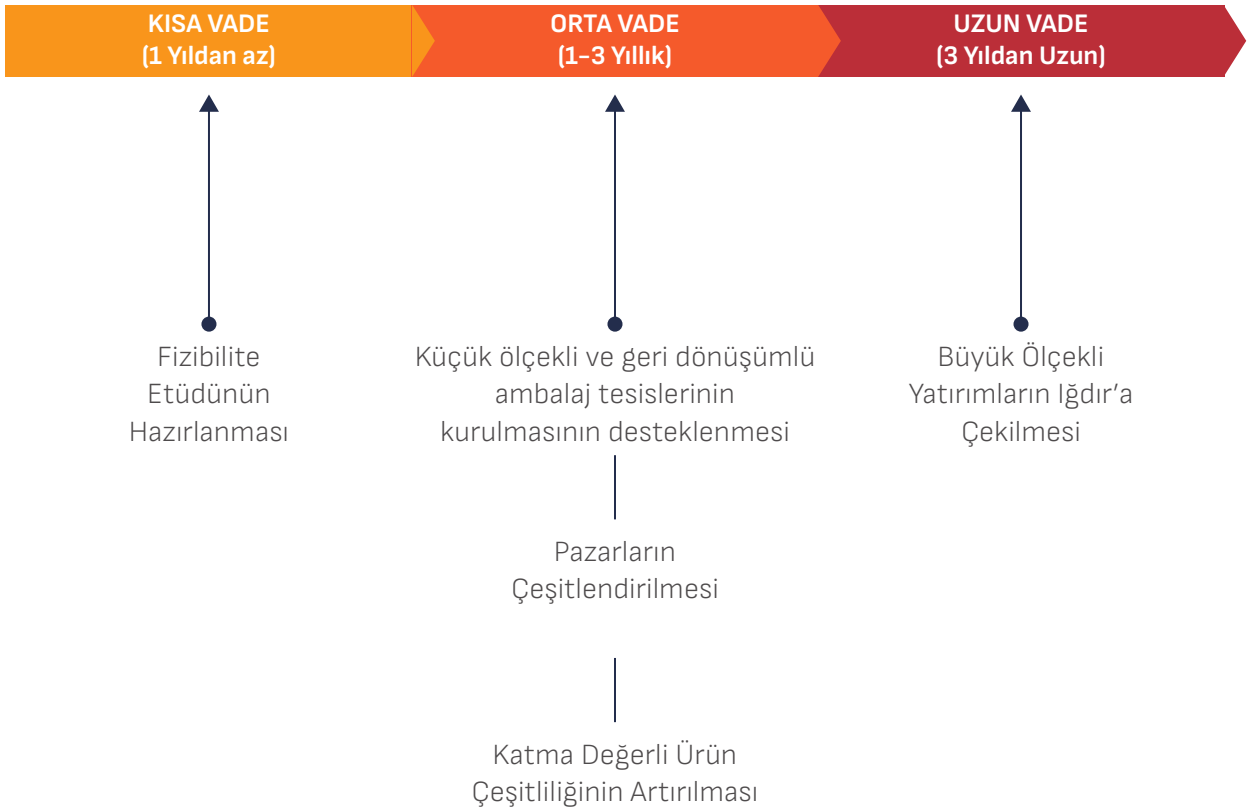 KISA VADE
(1 Yıldan az)
ORTA VADE
(1-3 Yıllık)
UZUN VADE
(3 Yıldan Uzun)
Fizibilite
Etüdünün
Hazırlanması
Küçük ölçekli ve geri dönüşümlü
ambalaj tesislerinin
kurulmasının desteklenmesi
Pazarların
Çeşitlendirilmesi
Katma Değerli Ürün
Çeşitliliğinin Artırılması
Büyük Ölçekli
Yatırımların Iğdır’a
Çekilmesi